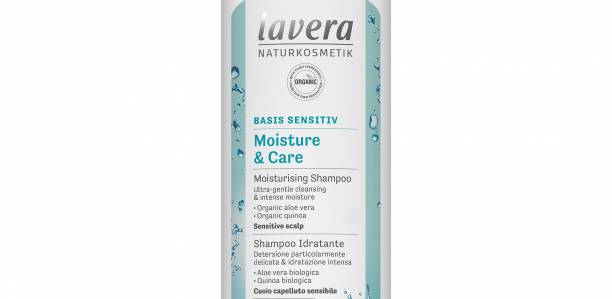 lavera
NATURKOSMETIK
ORGANIC
BASIS SENSITIV
Moisture
& Care
Moisturising Shampoo
Ultra-gentle cleansing
& intense moisture
• Organic aloe vera
• Organic quinoa
Sensitive scalp
Shampoo Idratante
Detersione particolarmente
delicata & idratazione intensa
• Aloe vera biologica
• Quinoa biologica
Cuoio capelluto sensibile